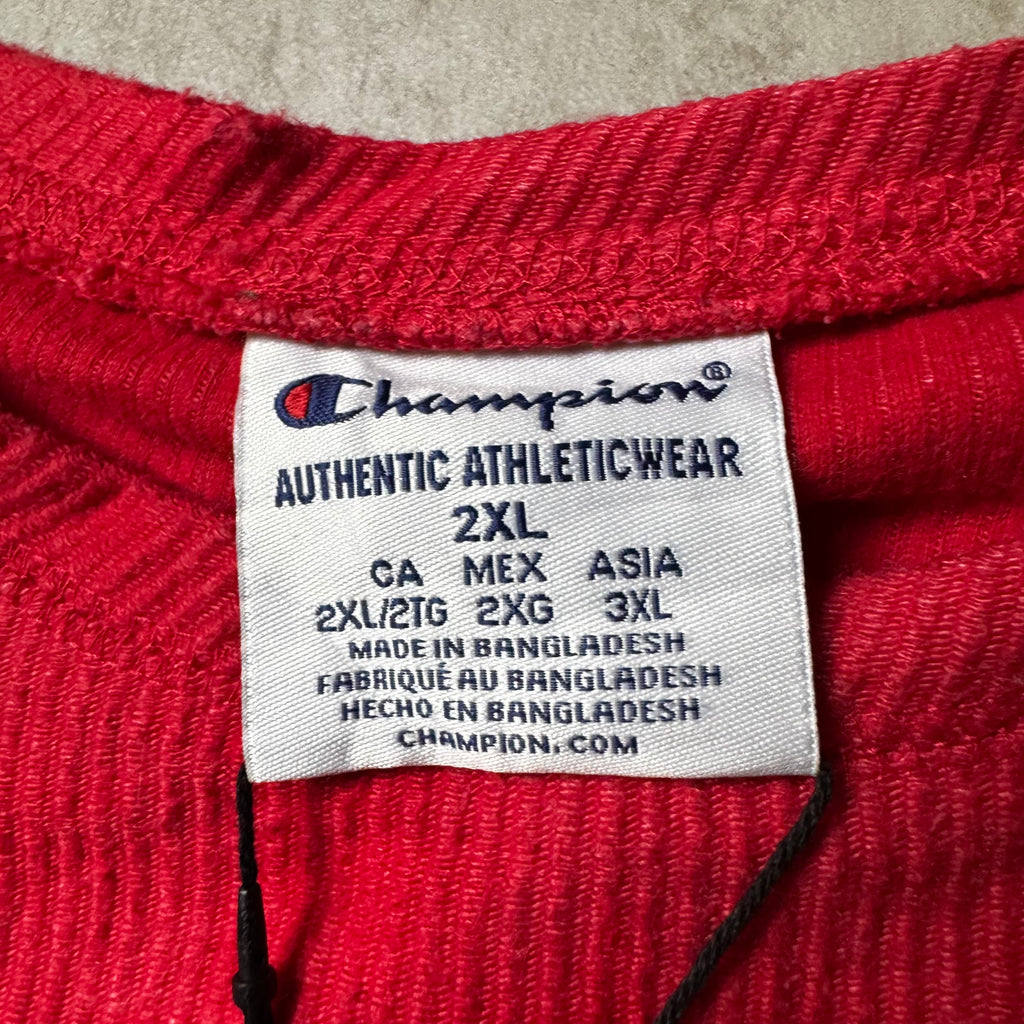 Champion®
AUTHENTIC ATHLETICWEAR
2XL
CA MEX ASIA
2XL/2TG 2XG 3XL
MADE IN BANGLADESH
FABRIQUÉ AU BANGLADESH
HECHO EN BANGLADESH
CHAMPION.COM